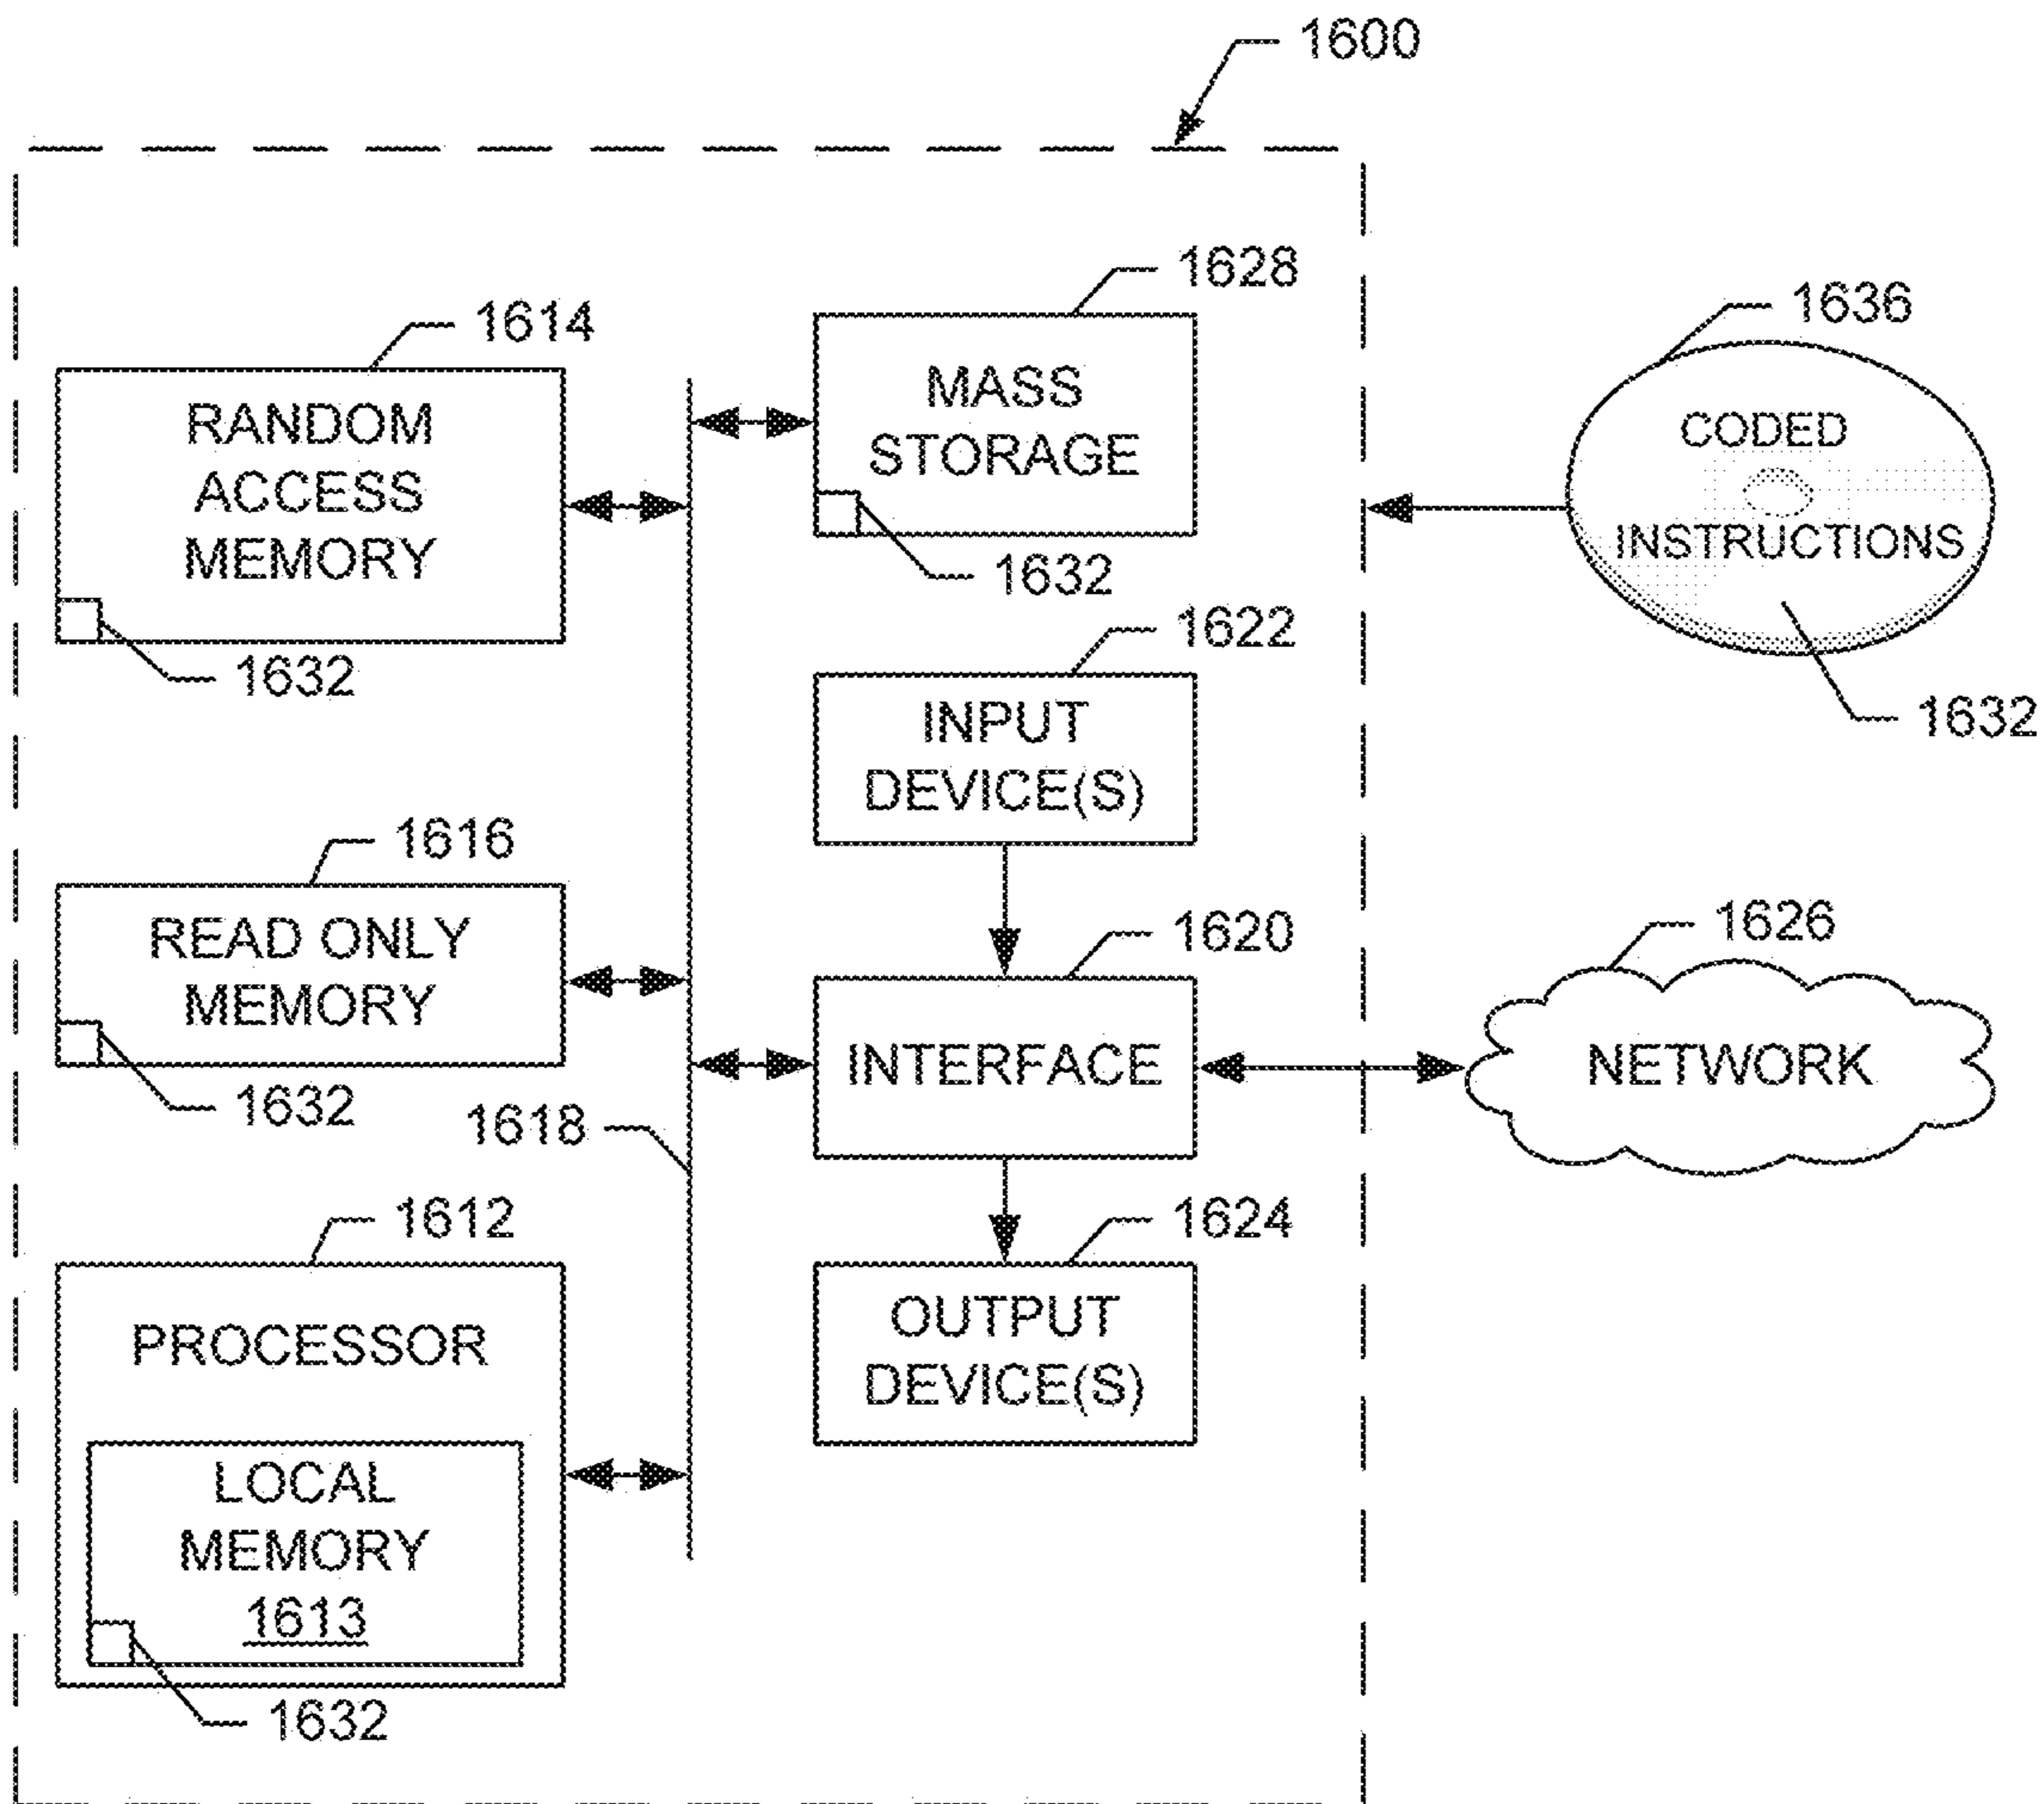 1600
1614
RANDOM
ACCESS
MEMORY
1632
1628
MASS
STORAGE
1632
1636
CODED
INSTRUCTIONS
1632
1622
INPUT
DEVICE(S)
1616
READ ONLY
MEMORY
1632
1618
1620
INTERFACE
1626
NETWORK
1612
PROCESSOR
LOCAL
MEMORY
1613
1632
1624
OUTPUT
DEVICE(S)